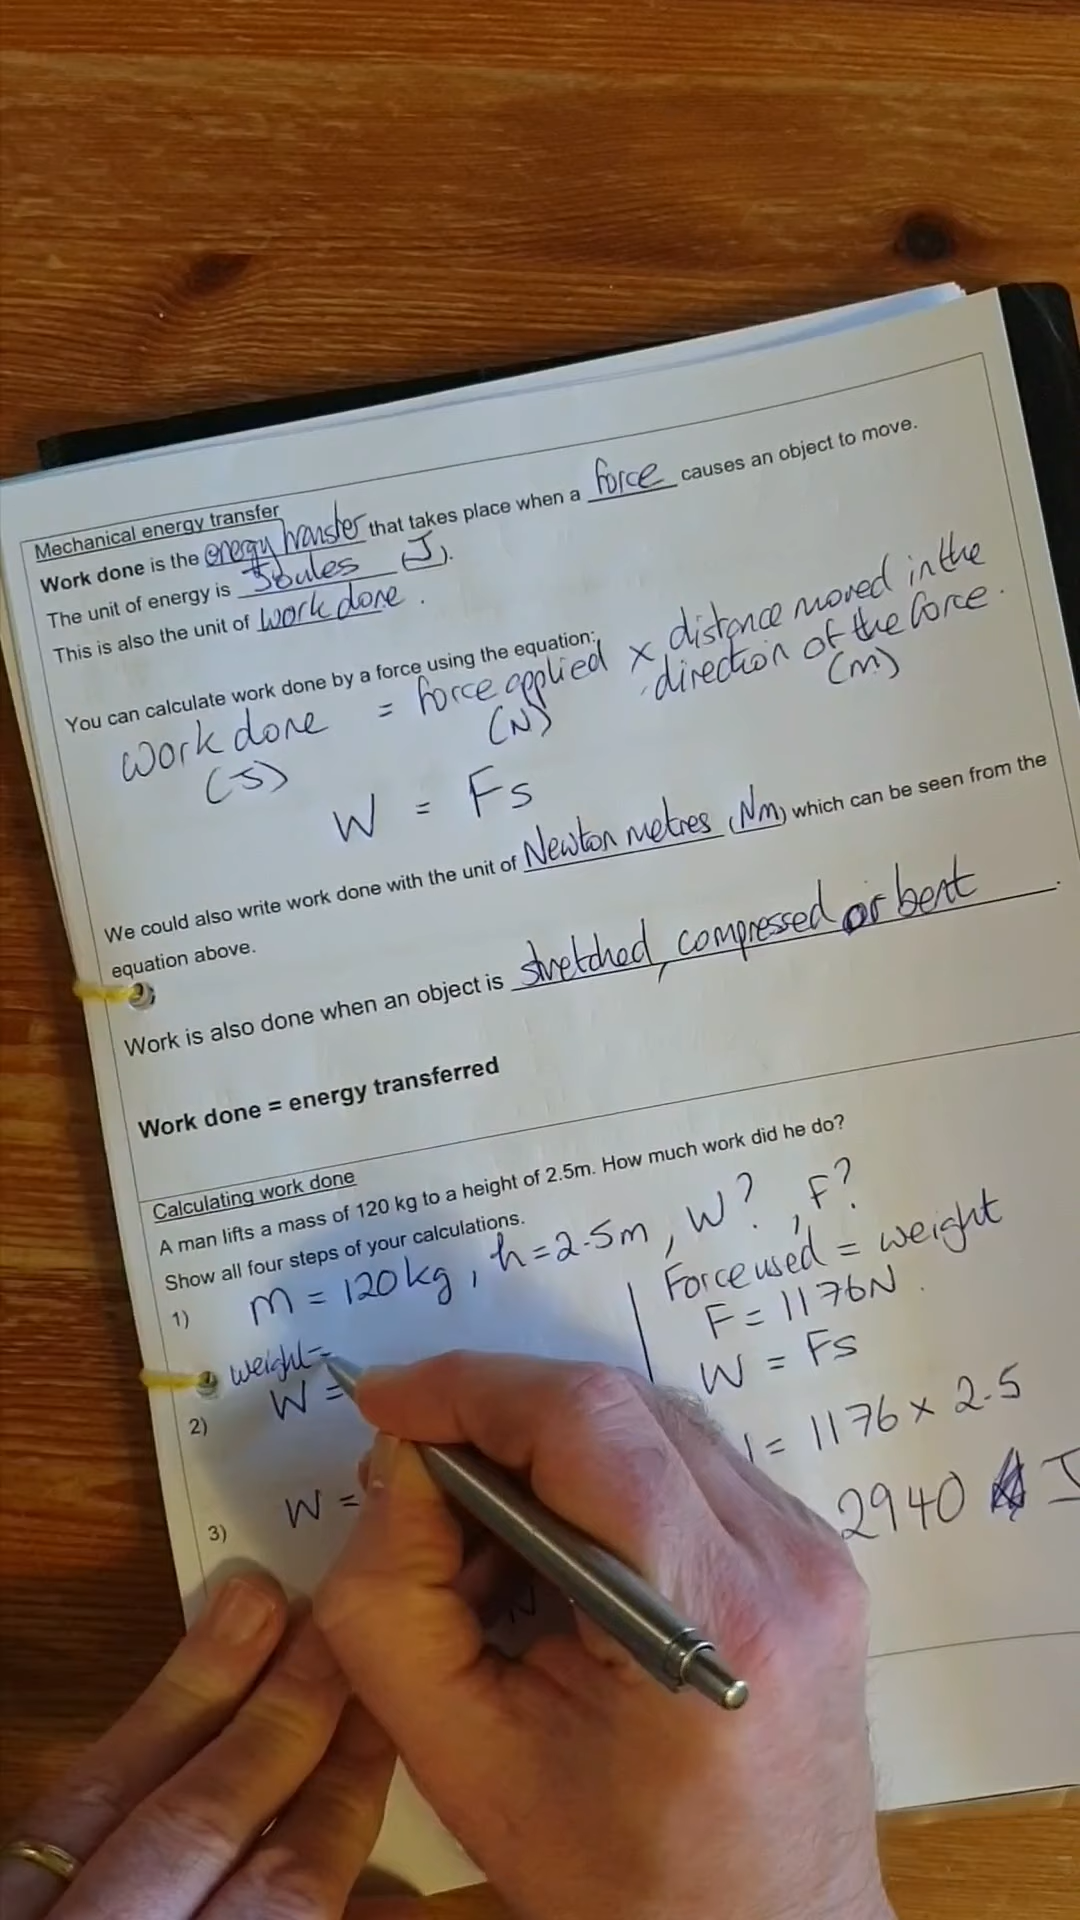 Mechanical energy transfer
Work done is the energy transfer that takes place when a force causes an object to move.
The unit of energy is Joules (J).
This is also the unit of work done.
You can calculate work done by a force using the equation:
work done = force applied × distance moved in the
direction of the force.
(J) (N) (m)
W = Fs
We could also write work done with the unit of Newton metres (Nm) which can be seen from the
equation above.
Work is also done when an object is stretched, compressed or bent.
Work done = energy transferred
Calculating work done
A man lifts a mass of 120 kg to a height of 2.5m. How much work did he do?
Show all four steps of your calculations.
1) m = 120kg, h = 2.5m, W?, F?
weight =
2) W =
3) W =
N
Force used = weight
F = 1176N.
W = Fs
= 1176 × 2.5
2940 J